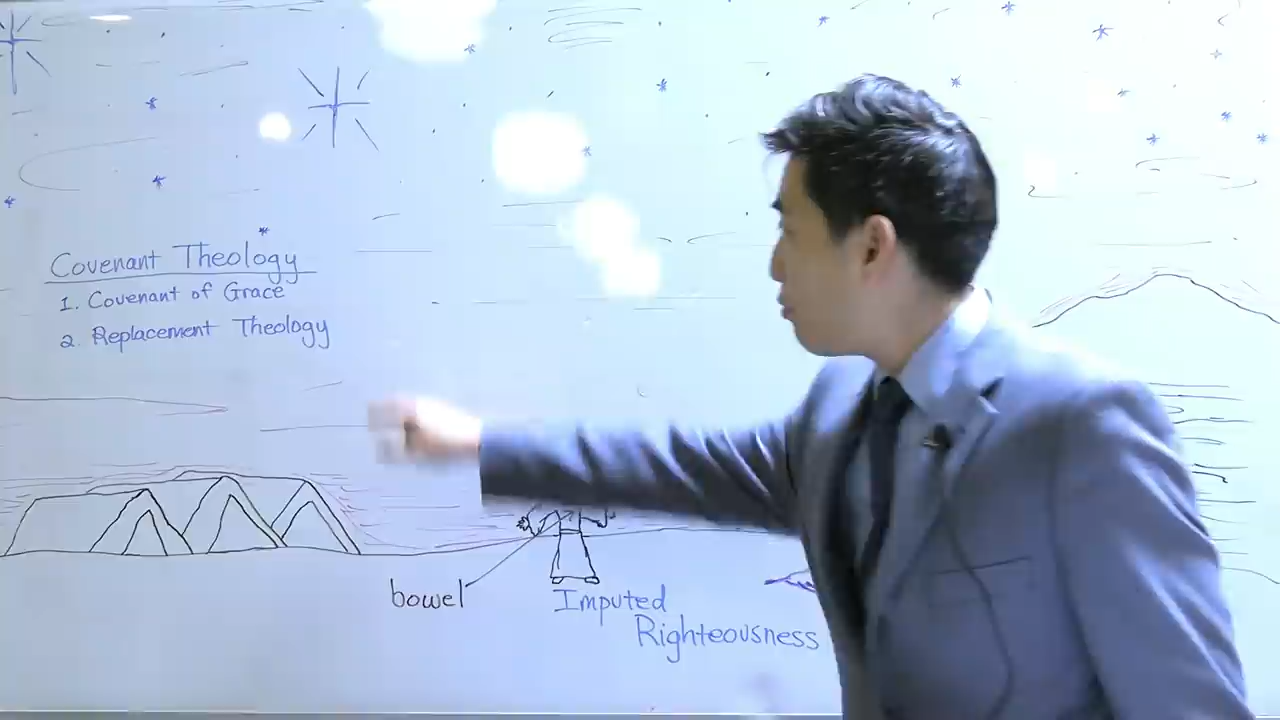 Covenant Theology
1. Covenant of Grace
2. Replacement Theology
bowel
Imputed
Righteousness